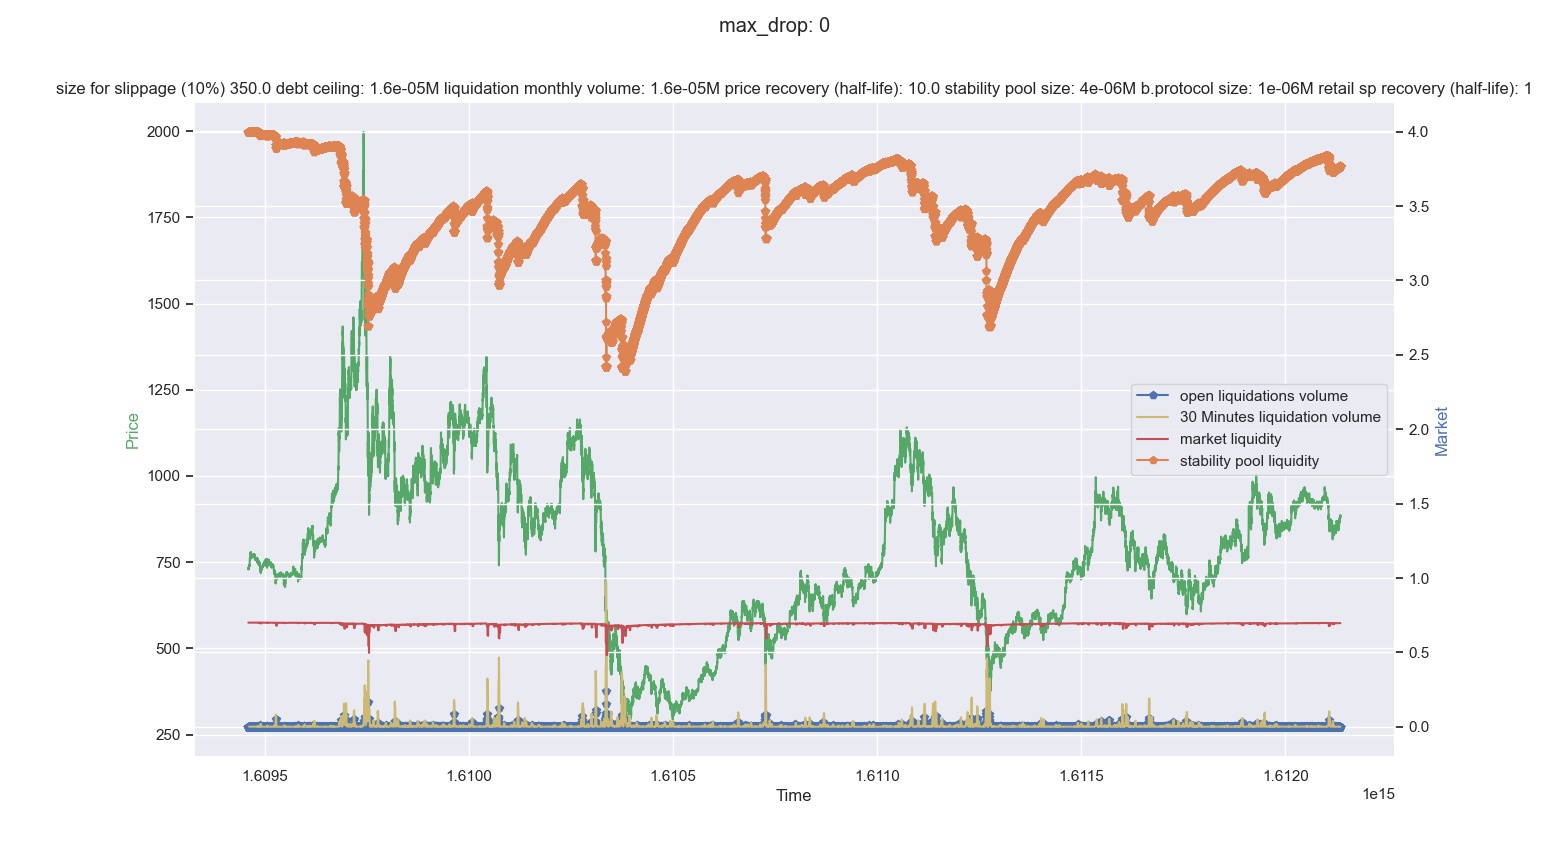 max_drop: 0
size for slippage (10%) 350.0 debt ceiling: 1.6e-05M liquidation monthly volume: 1.6e-05M price recovery (half-life): 10.0 stability pool size: 4e-06M b.protocol size: 1e-06M retail sp recovery (half-life): 1
2000
1750
1500
1250
1000
750
500
250
Price
4.0
3.5
3.0
2.5
2.0
1.5
1.0
0.5
0.0
Market
open liquidations volume
30 Minutes liquidation volume
market liquidity
stability pool liquidity
1.6095 1.6100 1.6105 1.6110 1.6115 1.6120
Time
1e15